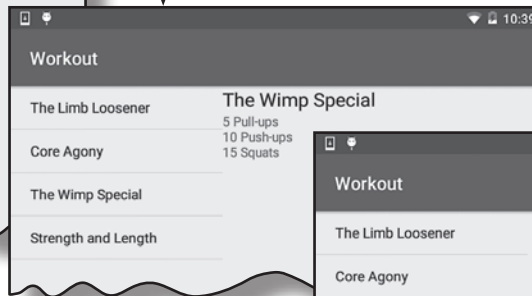 10:39
Workout
The Limb Loosener
Core Agony
The Wimp Special
Strength and Length
The Wimp Special
5 Pull-ups
10 Push-ups
15 Squats
Workout
The Limb Loosener
Core Agony